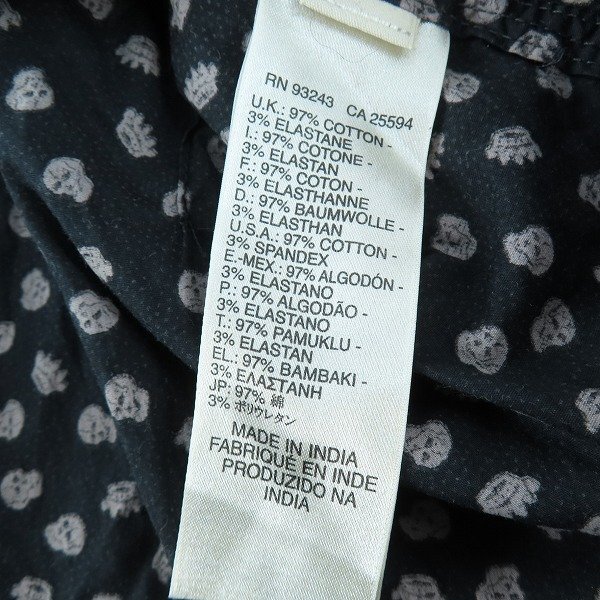 RN 93243 CA 25594
U.K.: 97% COTTON -
3% ELASTANE
I.: 97% COTONE -
3% ELASTAN
F.: 97% COTON -
3% ELASTHANNE
D.: 97% BAUMWOLLE -
3% ELASTHAN
U.S.A.: 97% COTTON -
3% SPANDEX
E.-MEX.: 97% ALGODÓN -
3% ELASTANO
P.: 97% ALGODÃO -
3% ELASTANO
T.: 97% PAMUKLU -
3% ELASTAN
EL.: 97% ΒΑΜΒΑΚΙ -
3% ΕΛΑΣΤΑΝΗ
JP.: 97% 綿
3% ポリウレタン
MADE IN INDIA
FABRIQUÉ EN INDE
PRODUZIDO NA
INDIA